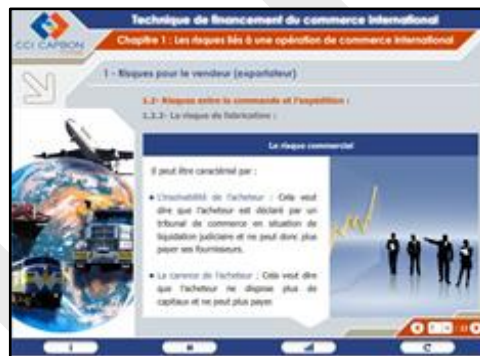 Technique de financement du commerce international
Chapitre 1 : Les risques liés à une opération de commerce international
CCI CAPBON
1 - Risques pour le vendeur (exportateur)
1.2- Risques entre la commande et l'expédition :
1.2.2- Le risque de fabrication :
Le risque commercial
Il peut être caractérisé par :
L'insolvabilité de l'acheteur : Cela veut
dire que l'acheteur est déclaré par un
tribunal de commerce en situation de
liquidation judiciaire et ne peut donc plus
payer ses fournisseurs.
La carence de l'acheteur : Cela veut dire
que l'acheteur ne dispose plus de
capitaux et ne peut plus payer.